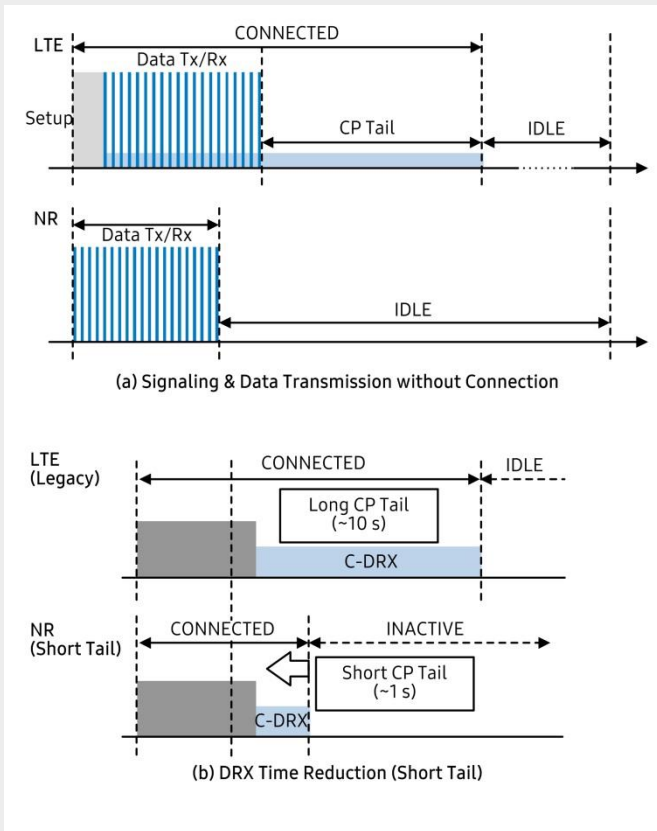 CONNECTED
LTE
Data Tx/Rx
Setup
CP Tail
IDLE
NR
Data Tx/Rx
IDLE
(a) Signaling & Data Transmission without Connection
LTE
(Legacy)
CONNECTED
IDLE
Long CP Tail
(~10 s)
C-DRX
NR
(Short Tail)
CONNECTED
INACTIVE
Short CP Tail
(~1 s)
C-DRX
(b) DRX Time Reduction (Short Tail)